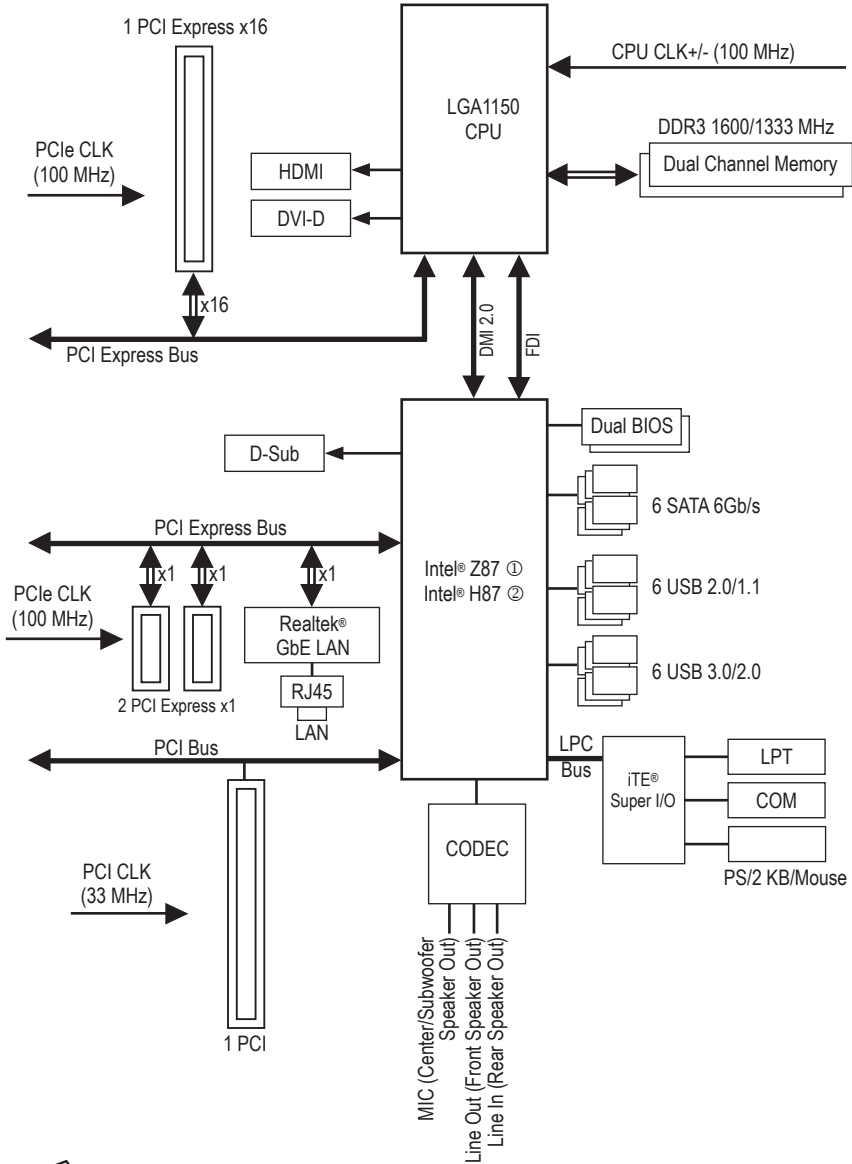 1 PCI Express x16
CPU CLK+/- (100 MHz)
LGA1150
CPU
DDR3 1600/1333 MHz
Dual Channel Memory
PCIe CLK
(100 MHz)
HDMI
DVI-D
x16
PCI Express Bus
DMI 2.0
FDI
Dual BIOS
D-Sub
6 SATA 6Gb/s
PCI Express Bus
x1
x1
x1
Intel® Z87 ①
Intel® H87 ②
6 USB 2.0/1.1
PCIe CLK
(100 MHz)
Realtek®
GbE LAN
RJ45
LAN
2 PCI Express x1
6 USB 3.0/2.0
PCI Bus
LPC
Bus
iTE®
Super I/O
LPT
COM
PS/2 KB/Mouse
CODEC
PCI CLK
(33 MHz)
1 PCI
MIC (Center/Subwoofer
Speaker Out)
Line Out (Front Speaker Out)
Line In (Rear Speaker Out)